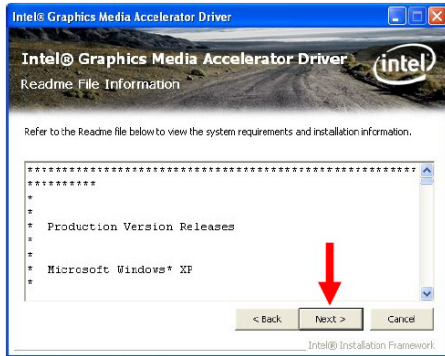 Intel® Graphics Media Accelerator Driver
Intel® Graphics Media Accelerator Driver
intel
Readme File Information
Refer to the Readme file below to view the system requirements and installation information.
********************************************************
**********
*
*
* Production Version Releases
*
*
* Microsoft Windows* XP
*
< Back Next > Cancel
Intel® Installation Framework